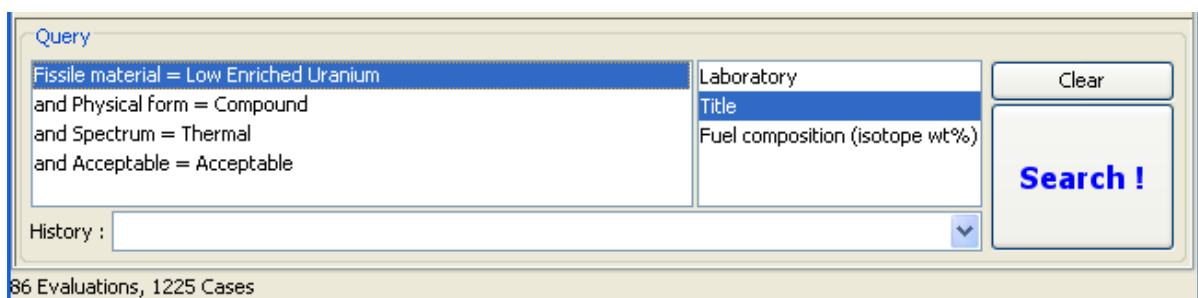 Query
Fissile material = Low Enriched Uranium
and Physical form = Compound
and Spectrum = Thermal
and Acceptable = Acceptable
Laboratory
Title
Fuel composition (isotope wt%)
Clear
Search !
History :
86 Evaluations, 1225 Cases